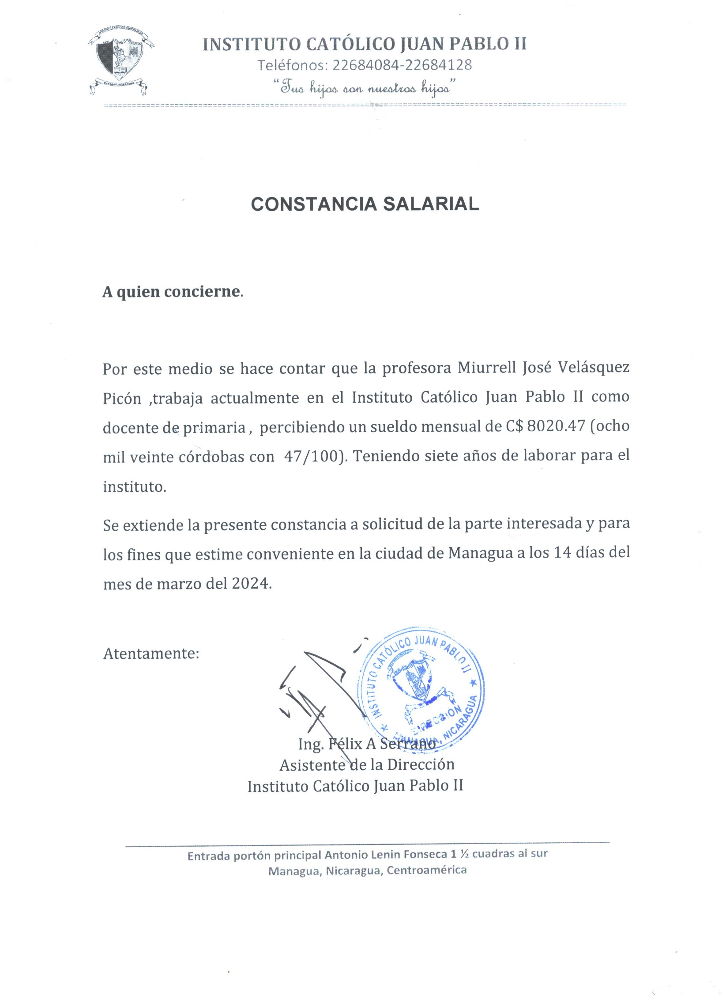 INSTITUTO CATÓLICO JUAN PABLO II
Teléfonos: 22684084-22684128
“Tus hijos son nuestros hijos”
CONSTANCIA SALARIAL
A quien concierne.
Por este medio se hace contar que la profesora Miurrell José Velásquez
Picón ,trabaja actualmente en el Instituto Católico Juan Pablo II como
docente de primaria , percibiendo un sueldo mensual de C$ 8020.47 (ocho
mil veinte córdobas con 47/100). Teniendo siete años de laborar para el
instituto.
Se extiende la presente constancia a solicitud de la parte interesada y para
los fines que estime conveniente en la ciudad de Managua a los 14 días del
mes de marzo del 2024.
Atentamente:
INSTITUTO CATÓLICO JUAN PABLO II
DIRECCIÓN
MANAGUA, NICARAGUA
Ing. Félix A Serrano
Asistente de la Dirección
Instituto Católico Juan Pablo II
Entrada portón principal Antonio Lenin Fonseca 1 ½ cuadras al sur
Managua, Nicaragua, Centroamérica